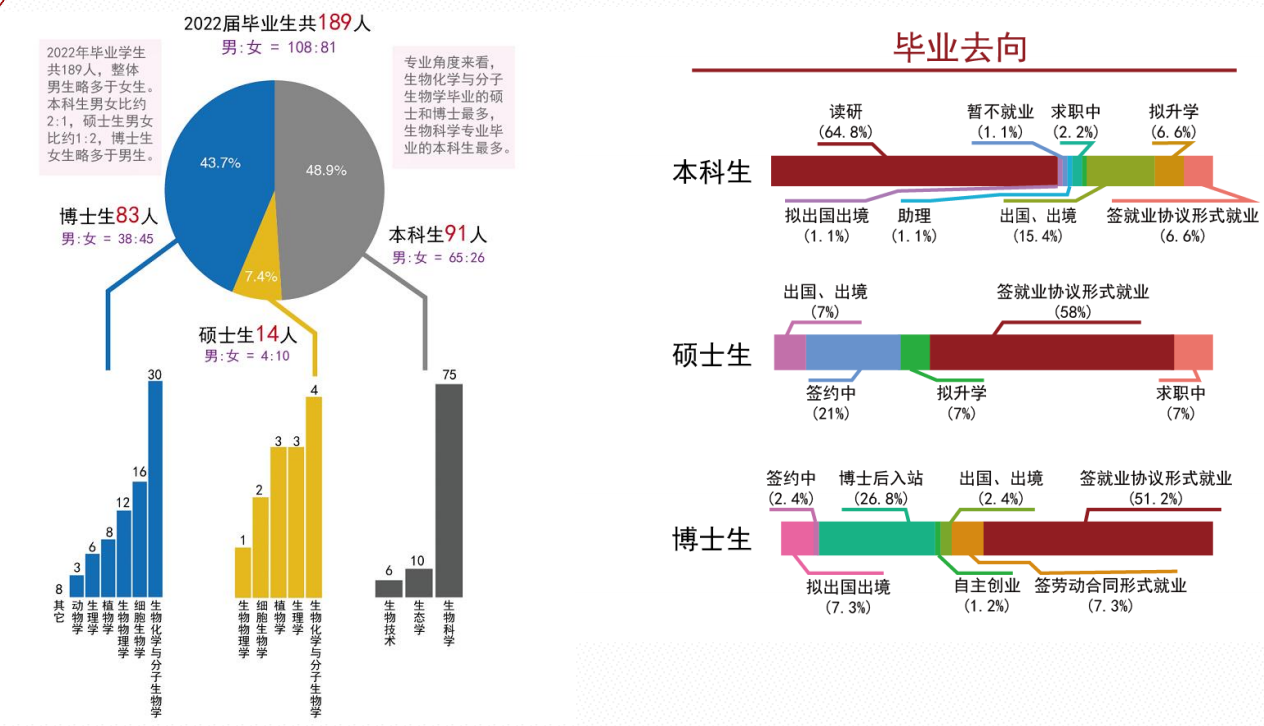 2022届毕业生共189人
男:女 = 108:81
2022年毕业学生
共189人，整体
男生略多于女生。
本科生男女比约
2:1，硕士生男女
比约1:2，博士生
女生略多于男生。
专业角度来看，
生物化学与分子
生物学毕业的硕
士和博士最多，
生物科学专业毕
业的本科生最多。
43.7%
48.9%
7.4%
博士生83人
男:女 = 38:45
本科生91人
男:女 = 65:26
硕士生14人
男:女 = 4:10
8
3
6
8
12
16
30
其它
动物学
生理学
植物学
生物物理学
细胞生物学
生物化学与分子生物学
1
2
3
3
4
生物物理学
细胞生物学
植物学
生理学
生物化学与分子生物学
6
10
75
生物技术
生态学
生物科学
毕业去向
本科生
读研
(64.8%)
暂不就业
(1.1%)
求职中
(2.2%)
拟升学
(6.6%)
拟出国出境
(1.1%)
助理
(1.1%)
出国、出境
(15.4%)
签就业协议形式就业
(6.6%)
硕士生
出国、出境
(7%)
签就业协议形式就业
(58%)
签约中
(21%)
拟升学
(7%)
求职中
(7%)
博士生
签约中
(2.4%)
博士后入站
(26.8%)
出国、出境
(2.4%)
签就业协议形式就业
(51.2%)
拟出国出境
(7.3%)
自主创业
(1.2%)
签劳动合同形式就业
(7.3%)